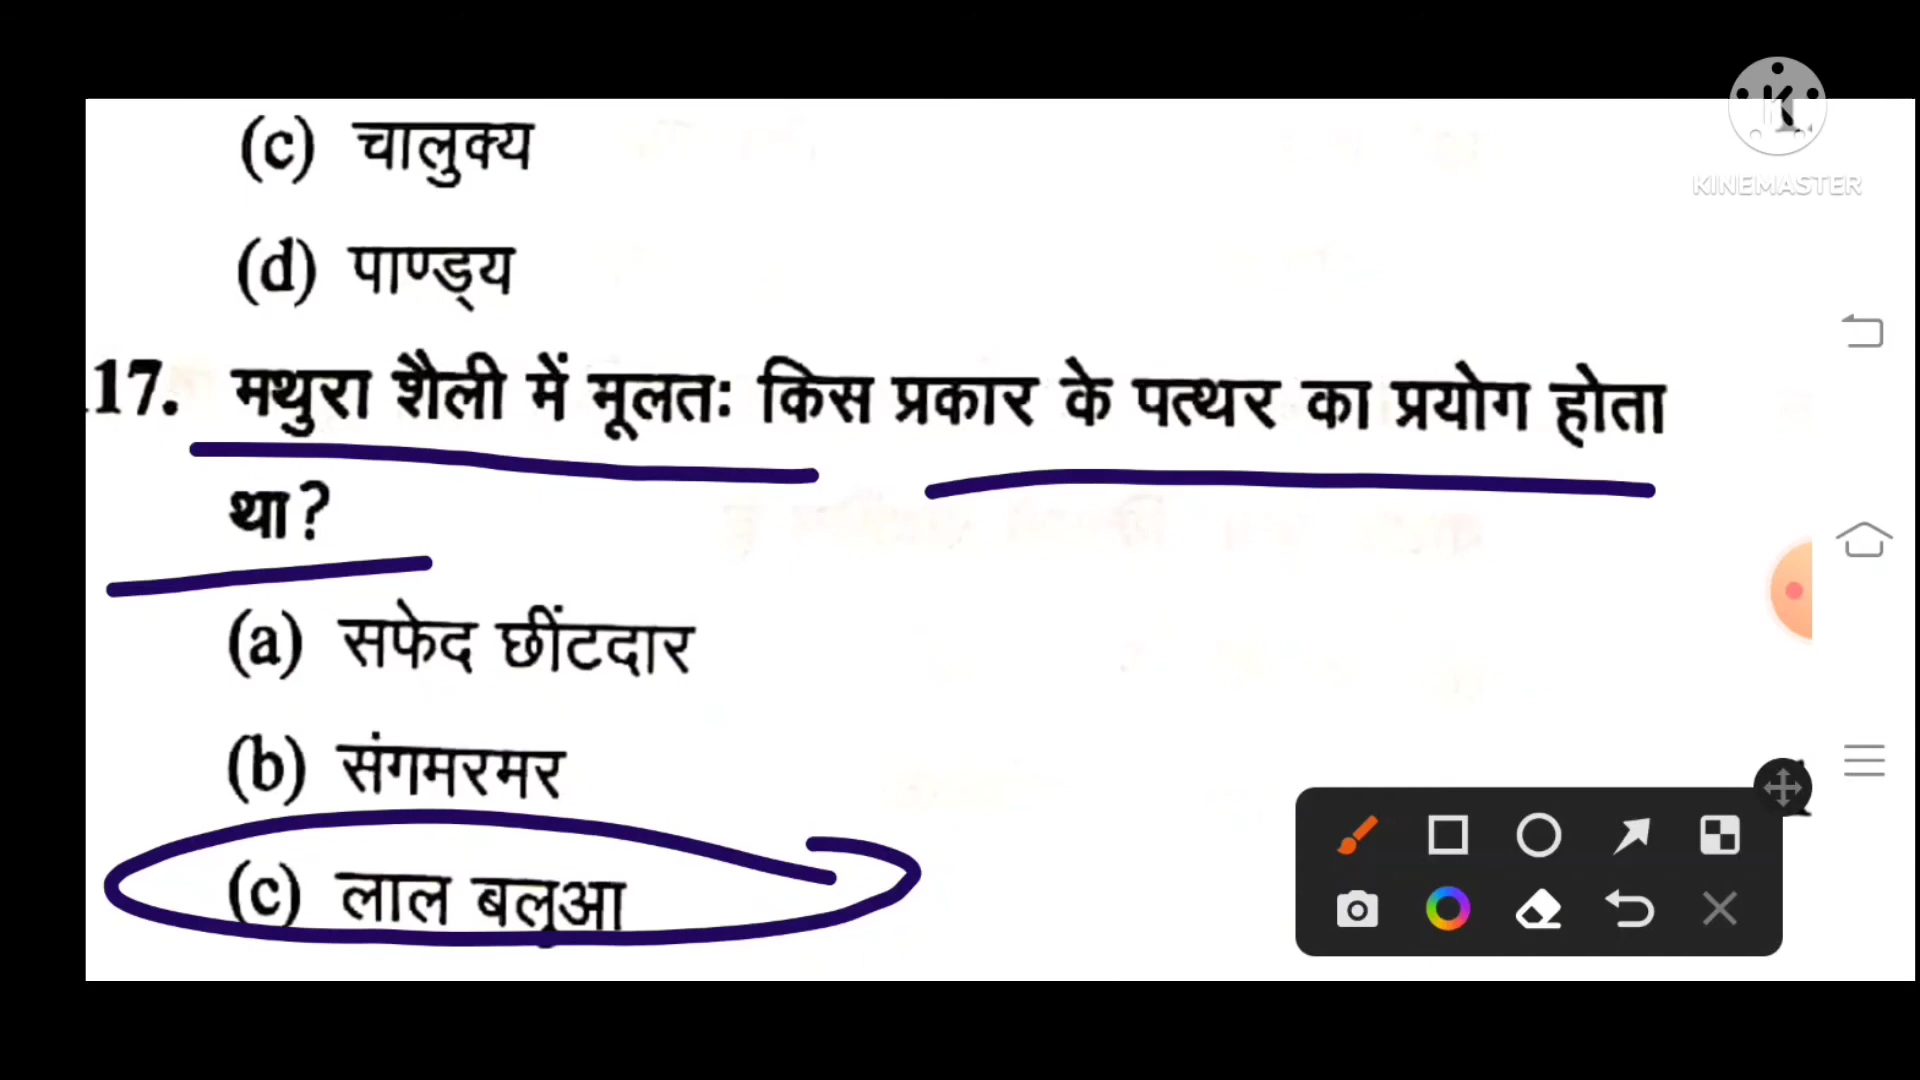 (c) चालुक्य
KINEMASTER
(d) पाण्ड्य
17. मथुरा शैली में मूलतः किस प्रकार के पत्थर का प्रयोग होता
था?
(a) सफेद छींटदार
(b) संगमरमर
(c) लाल बलुआ